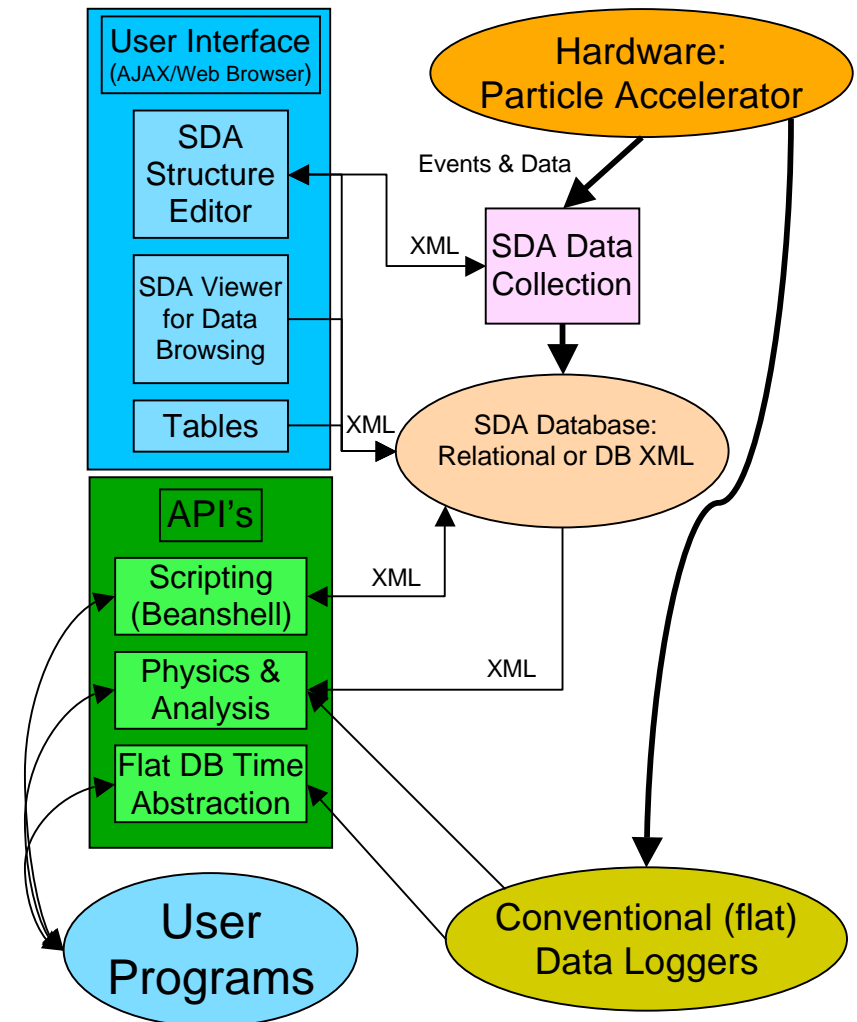 User Interface
(AJAX/Web Browser)
SDA
Structure
Editor
SDA Viewer
for Data
Browsing
Tables
Hardware:
Particle Accelerator
Events & Data
XML
SDA Data
Collection
XML
SDA Database:
Relational or DB XML
API's
Scripting
(Beanshell)
XML
Physics &
Analysis
XML
Flat DB Time
Abstraction
User
Programs
Conventional (flat)
Data Loggers